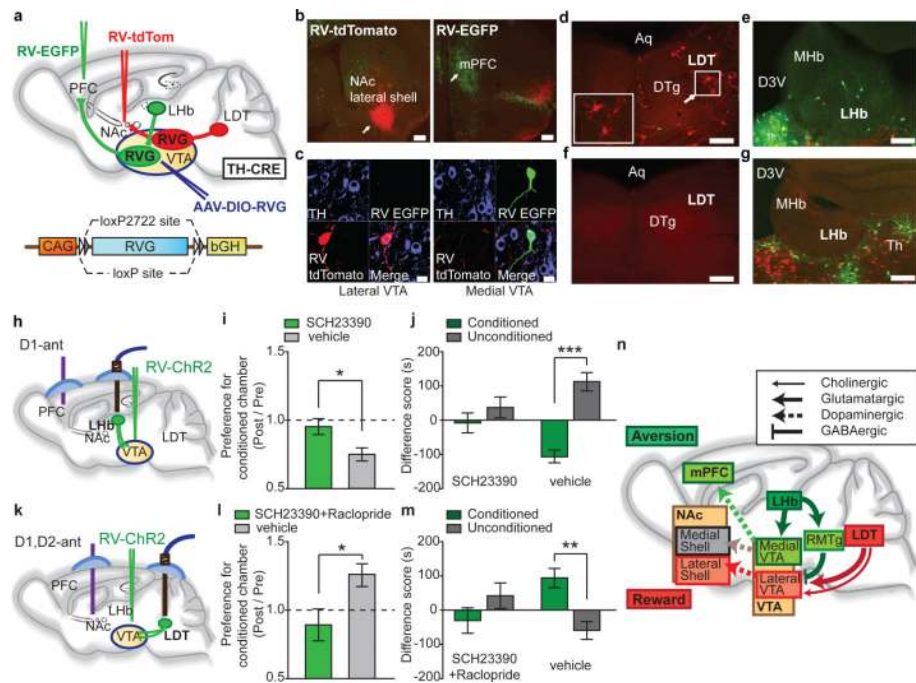 a
RV-EGFP
RV-tdTom
PFC
NAc
LHb
LDT
RVG
RVG
VTA
TH-CRE
AAV-DIO-RVG
loxP2722 site
CAG
RVG
bGH
loxP site
b
RV-tdTomato
NAc
lateral shell
RV-EGFP
mPFC
c
TH
RV EGFP
RV
tdTomato
Merge
Lateral VTA
TH
RV EGFP
RV
tdTomato
Merge
Medial VTA
d
Aq
LDT
DTg
e
MHb
D3V
LHb
f
Aq
LDT
DTg
g
D3V
MHb
LHb
Th
h
D1-ant
RV-ChR2
PFC
LHb
NAc
VTA
LDT
i
SCH23390
vehicle
Preference for
conditioned chamber
(Post / Pre)
1.5
1.0
0.5
*
j
Conditioned
Unconditioned
Difference score (s)
200
100
0
-100
-200
***
SCH23390
vehicle
k
D1,D2-ant
RV-ChR2
PFC
LHb
NAc
VTA
LDT
l
SCH23390+Raclopride
vehicle
Preference for
conditioned chamber
(Post / Pre)
1.5
1.0
0.5
*
m
Conditioned
Unconditioned
Difference score (s)
200
100
0
-100
-200
**
SCH23390
+Raclopride
vehicle
n
Cholinergic
Glutamatargic
Dopaminergic
GABAergic
Aversion
mPFC
LHb
NAc
Medial
Shell
Lateral
Shell
Medial
VTA
RMTg
LDT
Lateral
VTA
VTA
Reward